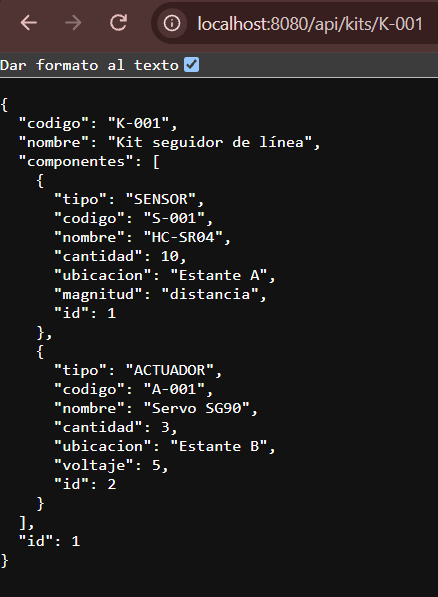 localhost:8080/api/kits/K-001
Dar formato al texto
{
  "codigo": "K-001",
  "nombre": "Kit seguidor de línea",
  "componentes": [
    {
      "tipo": "SENSOR",
      "codigo": "S-001",
      "nombre": "HC-SR04",
      "cantidad": 10,
      "ubicacion": "Estante A",
      "magnitud": "distancia",
      "id": 1
    },
    {
      "tipo": "ACTUADOR",
      "codigo": "A-001",
      "nombre": "Servo SG90",
      "cantidad": 3,
      "ubicacion": "Estante B",
      "voltaje": 5,
      "id": 2
    }
  ],
  "id": 1
}